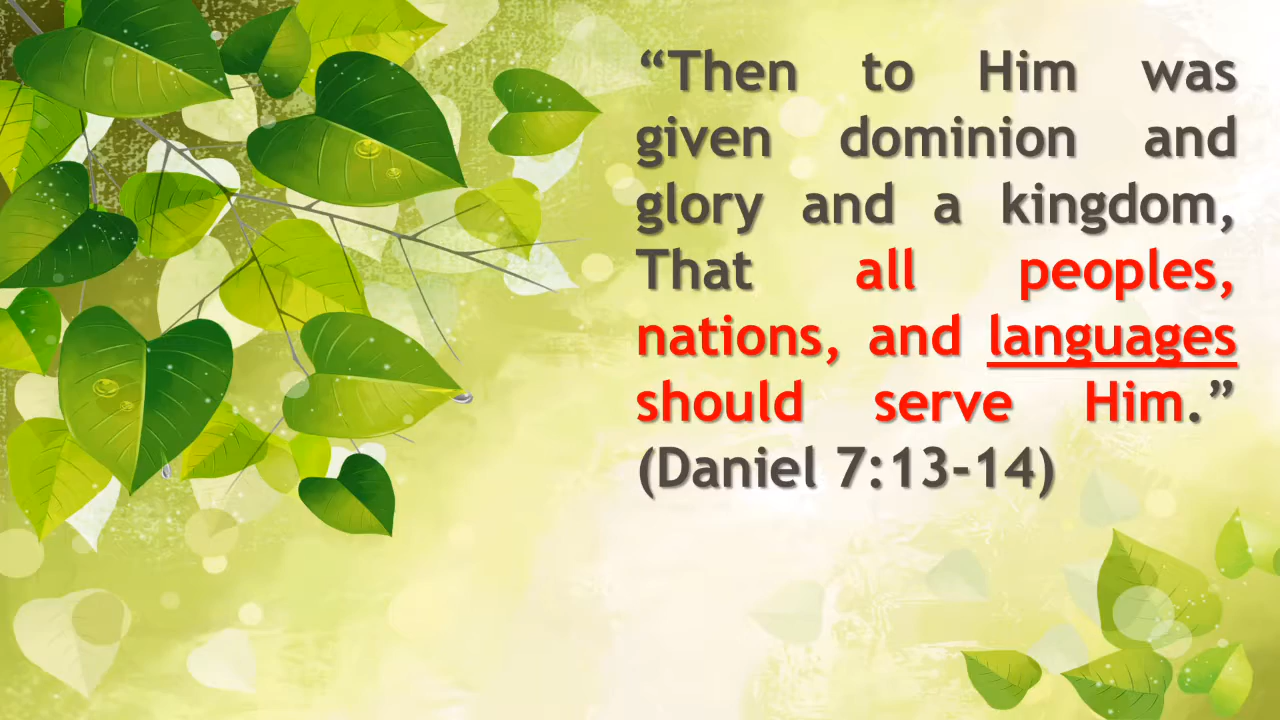 “Then to Him was
given dominion and
glory and a kingdom,
That all peoples,
nations, and languages
should serve Him.”
(Daniel 7:13-14)